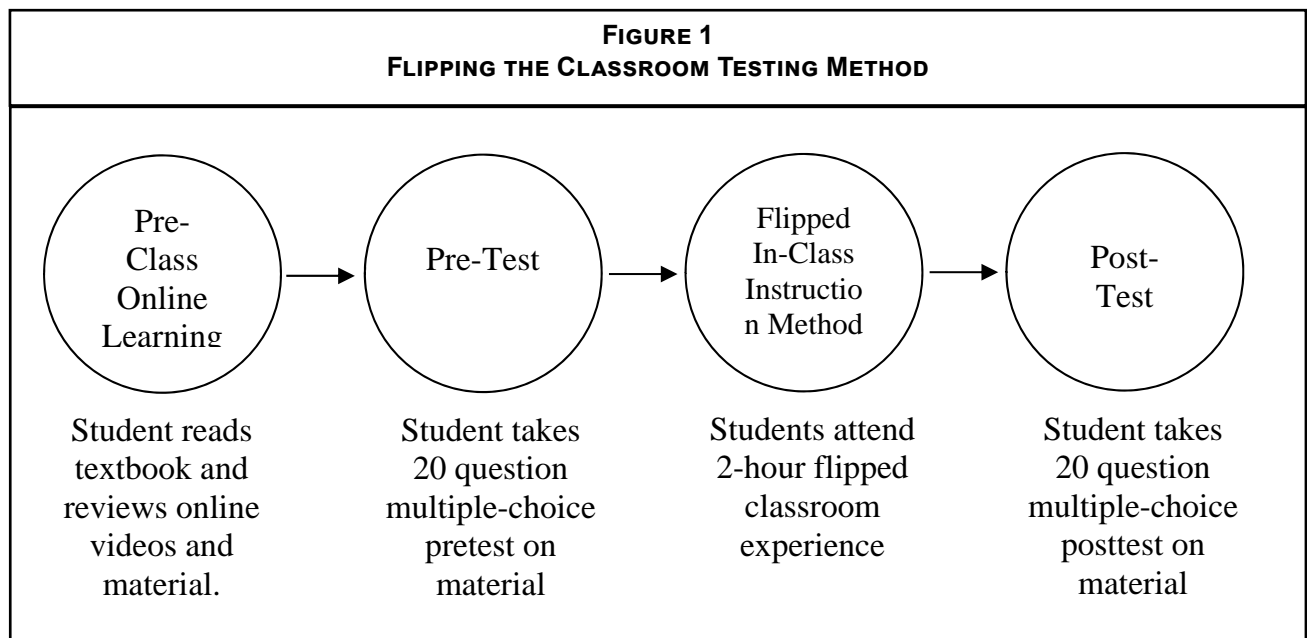 FIGURE 1
FLIPPING THE CLASSROOM TESTING METHOD
Pre-
Class
Online
Learning
Pre-Test
Flipped
In-Class
Instructio
n Method
Post-
Test
Student reads
textbook and
reviews online
videos and
material.
Student takes
20 question
multiple-choice
pretest on
material
Students attend
2-hour flipped
classroom
experience
Student takes
20 question
multiple-choice
posttest on
material